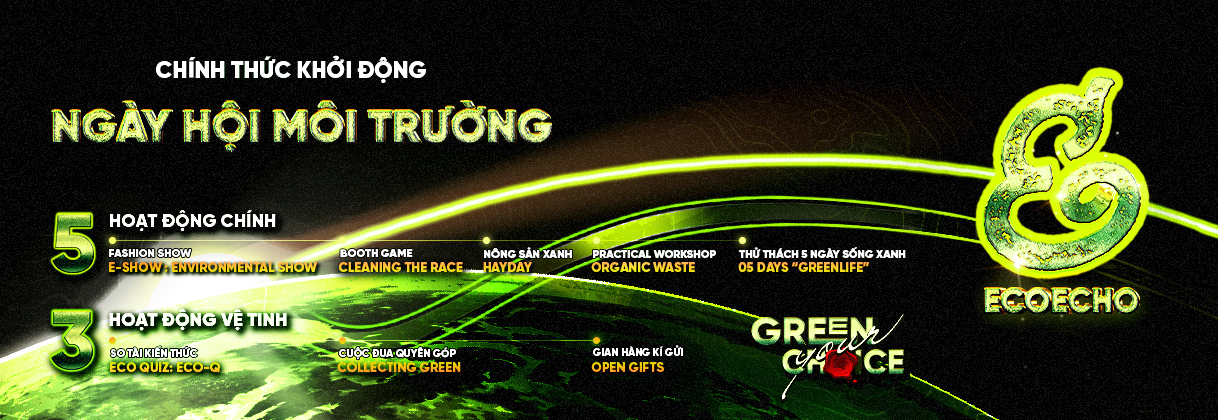 CHÍNH THỨC KHỞI ĐỘNG
NGÀY HỘI MÔI TRƯỜNG
5 HOẠT ĐỘNG CHÍNH
FASHION SHOW
E-SHOW : ENVIRONMENTAL SHOW
BOOTH GAME
CLEANING THE RACE
NÔNG SẢN XANH
HAYDAY
PRACTICAL WORKSHOP
ORGANIC WASTE
THỬ THÁCH 5 NGÀY SỐNG XANH
05 DAYS “GREENLIFE”
3 HOẠT ĐỘNG VỆ TINH
SO TÀI KIẾN THỨC
ECO QUIZ: ECO-Q
CUỘC ĐUA QUYÊN GÓP
COLLECTING GREEN
GIAN HÀNG KÍ GỬI
OPEN GIFTS
GREEN
your
CHOICE
&
ECOECHO